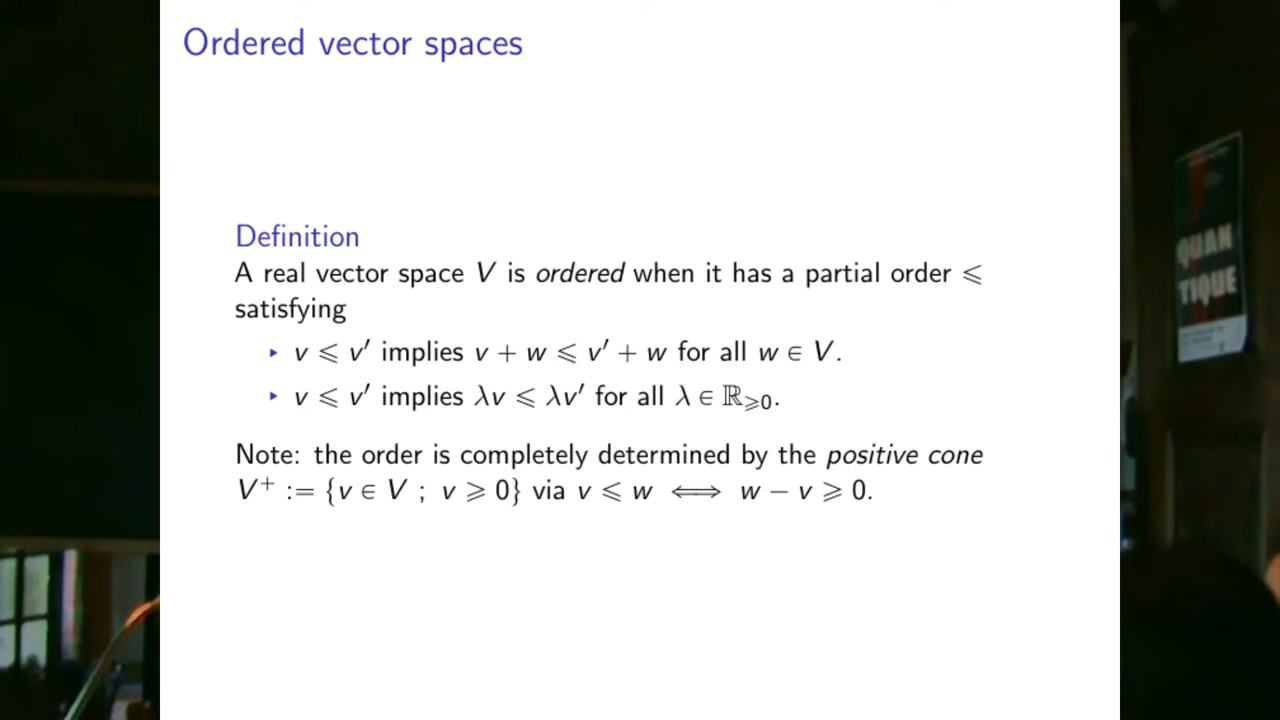 Ordered vector spaces
Definition
A real vector space V is ordered when it has a partial order ⩽
satisfying
▸ v ⩽ v′ implies v + w ⩽ v′ + w for all w ∈ V.
▸ v ⩽ v′ implies λv ⩽ λv′ for all λ ∈ ℝ⩾0.
Note: the order is completely determined by the positive cone
V⁺ := {v ∈ V ; v ⩾ 0} via v ⩽ w ⟺ w − v ⩾ 0.
QUAN
TIQUE